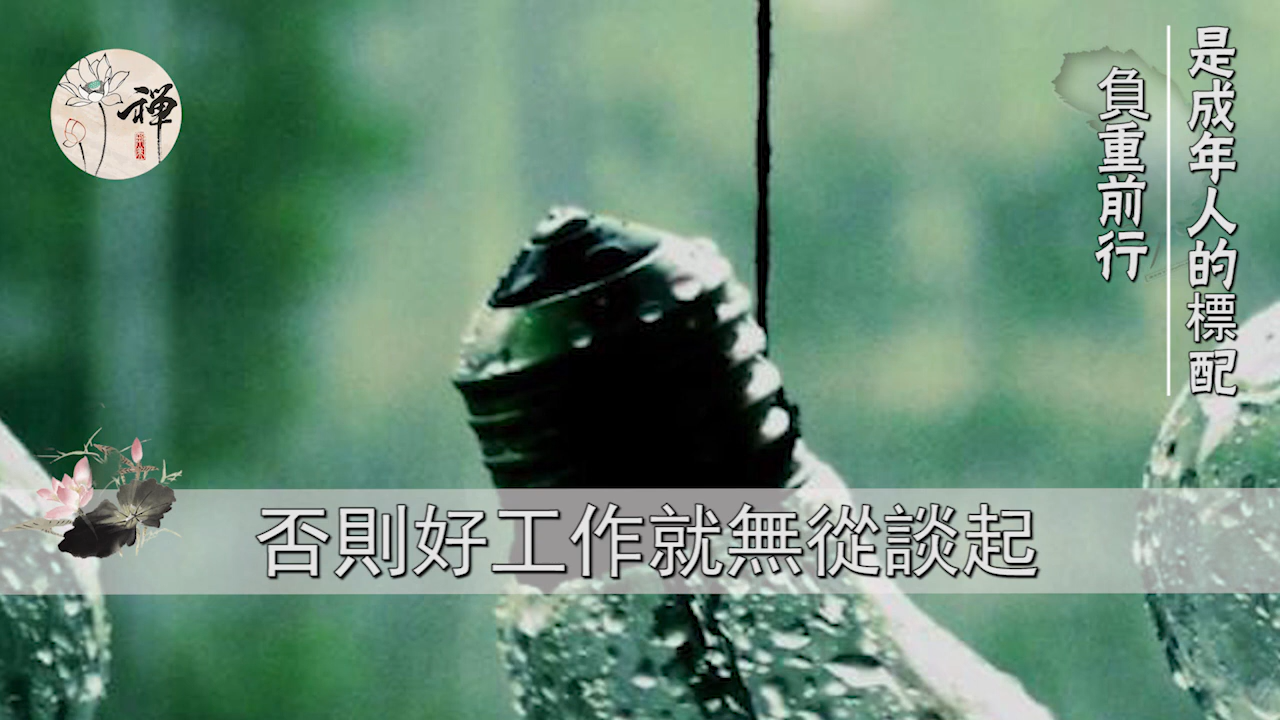 禅
負重前行
是成年人的標配
否則好工作就無從談起